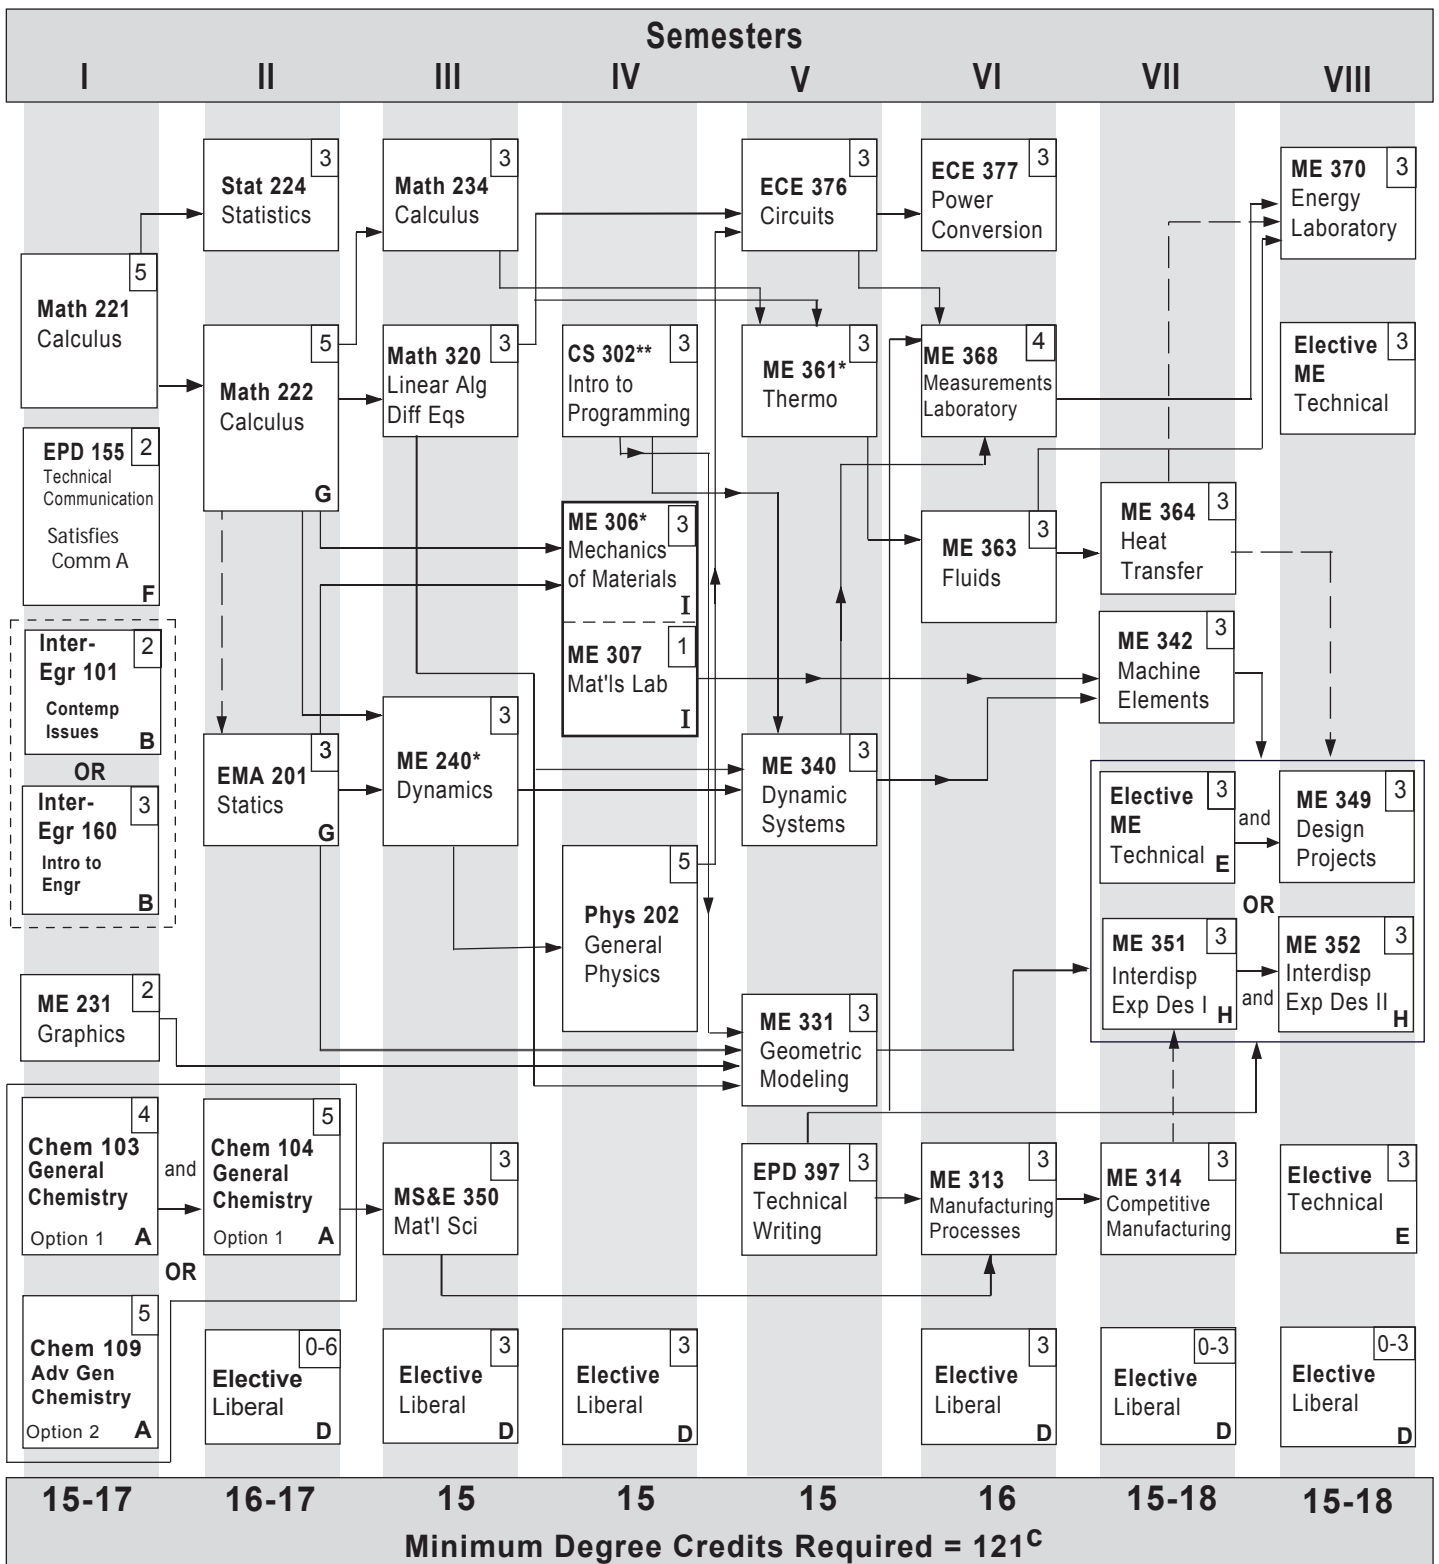 Semesters
I II III IV V VI VII VIII
3
Stat 224
Statistics
3
Math 234
Calculus
3
ECE 376
Circuits
3
ECE 377
Power
Conversion
3
ME 370
Energy
Laboratory
5
Math 221
Calculus
5
Math 222
Calculus
G
3
Math 320
Linear Alg
Diff Eqs
3
CS 302**
Intro to
Programming
3
ME 361*
Thermo
4
ME 368
Measurements
Laboratory
3
Elective
ME
Technical
2
EPD 155
Technical
Communication
Satisfies
Comm A
F
3
ME 306*
Mechanics
of Materials
I
1
ME 307
Mat'ls Lab
I
3
ME 363
Fluids
3
ME 364
Heat
Transfer
3
ME 342
Machine
Elements
2
Inter-
Egr 101
Contemp
Issues
B
OR
3
Inter-
Egr 160
Intro to
Engr
B
3
EMA 201
Statics
G
3
ME 240*
Dynamics
3
ME 340
Dynamic
Systems
3
Elective
ME
Technical
E
and
3
ME 349
Design
Projects
OR
3
ME 351
Interdisp
Exp Des I
H
and
3
ME 352
Interdisp
Exp Des II
H
5
Phys 202
General
Physics
2
ME 231
Graphics
3
ME 331
Geometric
Modeling
4
Chem 103
General
Chemistry
Option 1
A
and
5
Chem 104
General
Chemistry
Option 1
A
OR
3
MS&E 350
Mat'l Sci
3
EPD 397
Technical
Writing
3
ME 313
Manufacturing
Processes
3
ME 314
Competitive
Manufacturing
3
Elective
Technical
E
5
Chem 109
Adv Gen
Chemistry
Option 2
A
0-6
Elective
Liberal
D
3
Elective
Liberal
D
3
Elective
Liberal
D
3
Elective
Liberal
D
0-3
Elective
Liberal
D
0-3
Elective
Liberal
D
15-17 16-17 15 15 15 16 15-18 15-18
Minimum Degree Credits Required = 121c